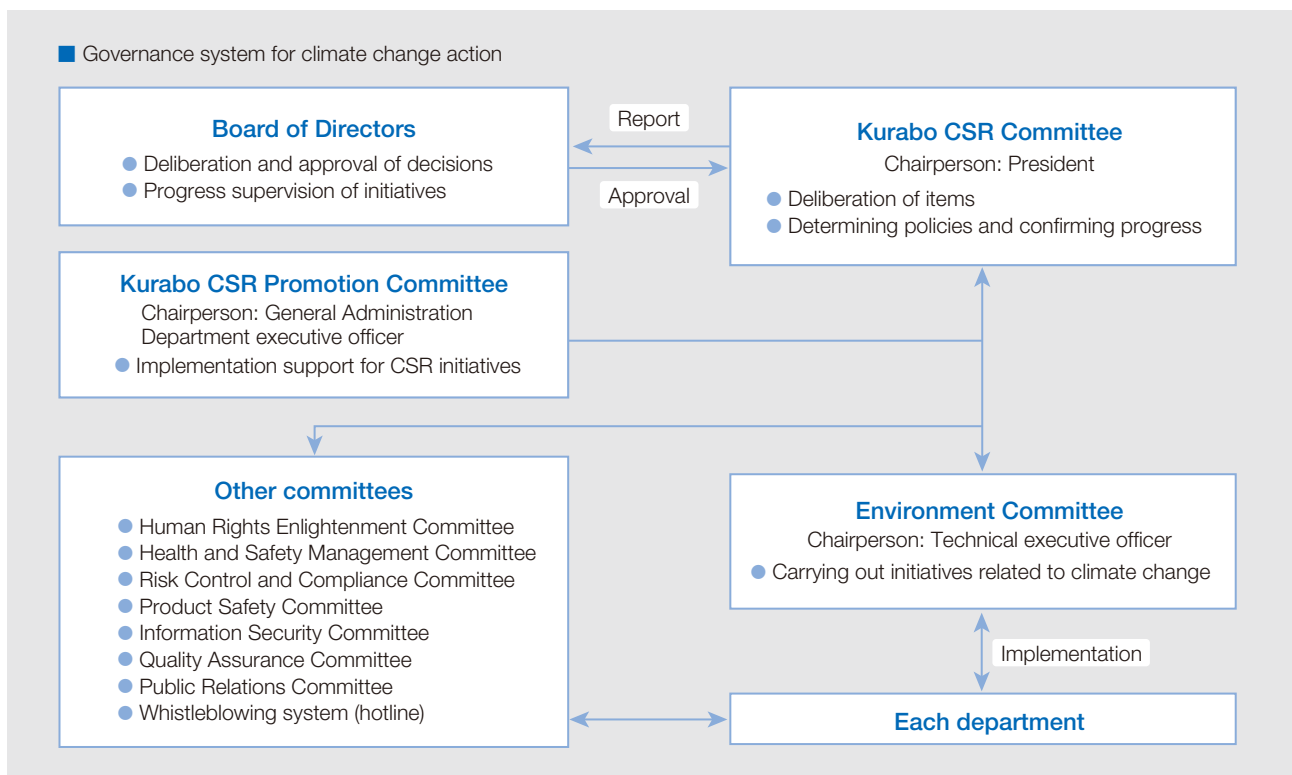 Governance system for climate change action
Board of Directors
Deliberation and approval of decisions
Progress supervision of initiatives
Report
Approval
Kurabo CSR Committee
Chairperson: President
Deliberation of items
Determining policies and confirming progress
Kurabo CSR Promotion Committee
Chairperson: General Administration
Department executive officer
Implementation support for CSR initiatives
Other committees
Human Rights Enlightenment Committee
Health and Safety Management Committee
Risk Control and Compliance Committee
Product Safety Committee
Information Security Committee
Quality Assurance Committee
Public Relations Committee
Whistleblowing system (hotline)
Environment Committee
Chairperson: Technical executive officer
Carrying out initiatives related to climate change
Implementation
Each department